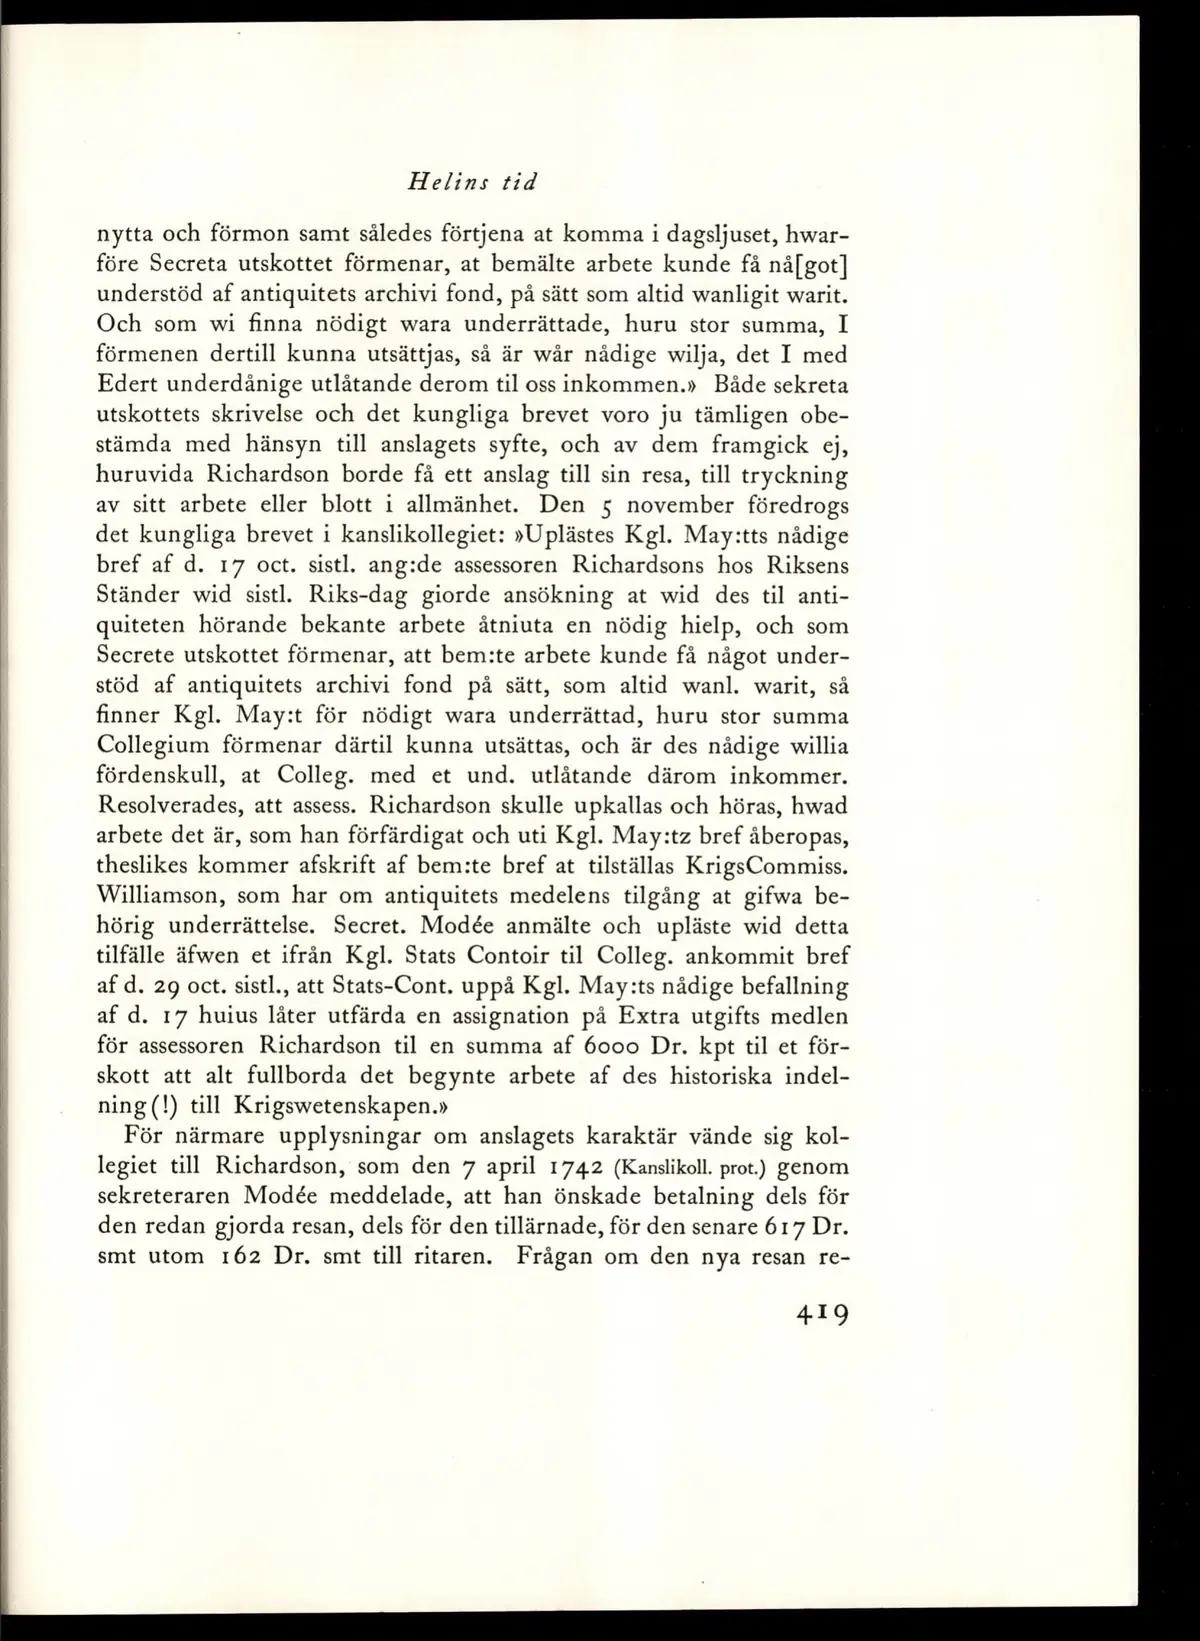 Helins tid
nytta och förmon samt således förtjena at komma i dagsljuset, hwar-
före Secreta utskottet förmenar, at bemälte arbete kunde få nå[got]
understöd af antiquitets archivi fond, på sätt som altid wanligit warit.
Och som wi finna nödigt wara underrättade, huru stor summa, I
förmenen dertill kunna utsättjas, så är wår nådige wilja, det I med
Edert underdånige utlåtande derom til oss inkommen.» Både sekreta
utskottets skrivelse och det kungliga brevet voro ju tämligen obe-
stämda med hänsyn till anslagets syfte, och av dem framgick ej,
huruvida Richardson borde få ett anslag till sin resa, till tryckning
av sitt arbete eller blott i allmänhet. Den 5 november föredrogs
det kungliga brevet i kanslikollegiet: »Uplästes Kgl. May:tts nådige
bref af d. 17 oct. sistl. ang:de assessoren Richardsons hos Riksens
Ständer wid sistl. Riks-dag giorde ansökning at wid des til anti-
quiteten hörande bekante arbete åtniuta en nödig hielp, och som
Secrete utskottet förmenar, att bem:te arbete kunde få något under-
stöd af antiquitets archivi fond på sätt, som altid wanl. warit, så
finner Kgl. May:t för nödigt wara underrättad, huru stor summa
Collegium förmenar därtil kunna utsättas, och är des nådige willia
fördenskull, at Colleg. med et und. utlåtande därom inkommer.
Resolverades, att assess. Richardson skulle upkallas och höras, hwad
arbete det är, som han förfärdigat och uti Kgl. May:tz bref åberopas,
theslikes kommer afskrift af bem:te bref at tilställas KrigsCommiss.
Williamson, som har om antiquitets medelens tilgång at gifwa be-
hörig underrättelse. Secret. Modée anmälte och upläste wid detta
tilfälle äfwen et ifrån Kgl. Stats Contoir til Colleg. ankommit bref
af d. 29 oct. sistl., att Stats-Cont. uppå Kgl. May:ts nådige befallning
af d. 17 huius låter utfärda en assignation på Extra utgifts medlen
för assessoren Richardson til en summa af 6000 Dr. kpt til et för-
skott att alt fullborda det begynte arbete af des historiska indel-
ning(!) till Krigswetenskapen.»
För närmare upplysningar om anslagets karaktär vände sig kol-
legiet till Richardson, som den 7 april 1742 (Kanslikoll. prot.) genom
sekreteraren Modée meddelade, att han önskade betalning dels för
den redan gjorda resan, dels för den tillärnade, för den senare 617 Dr.
smt utom 162 Dr. smt till ritaren. Frågan om den nya resan re-
419